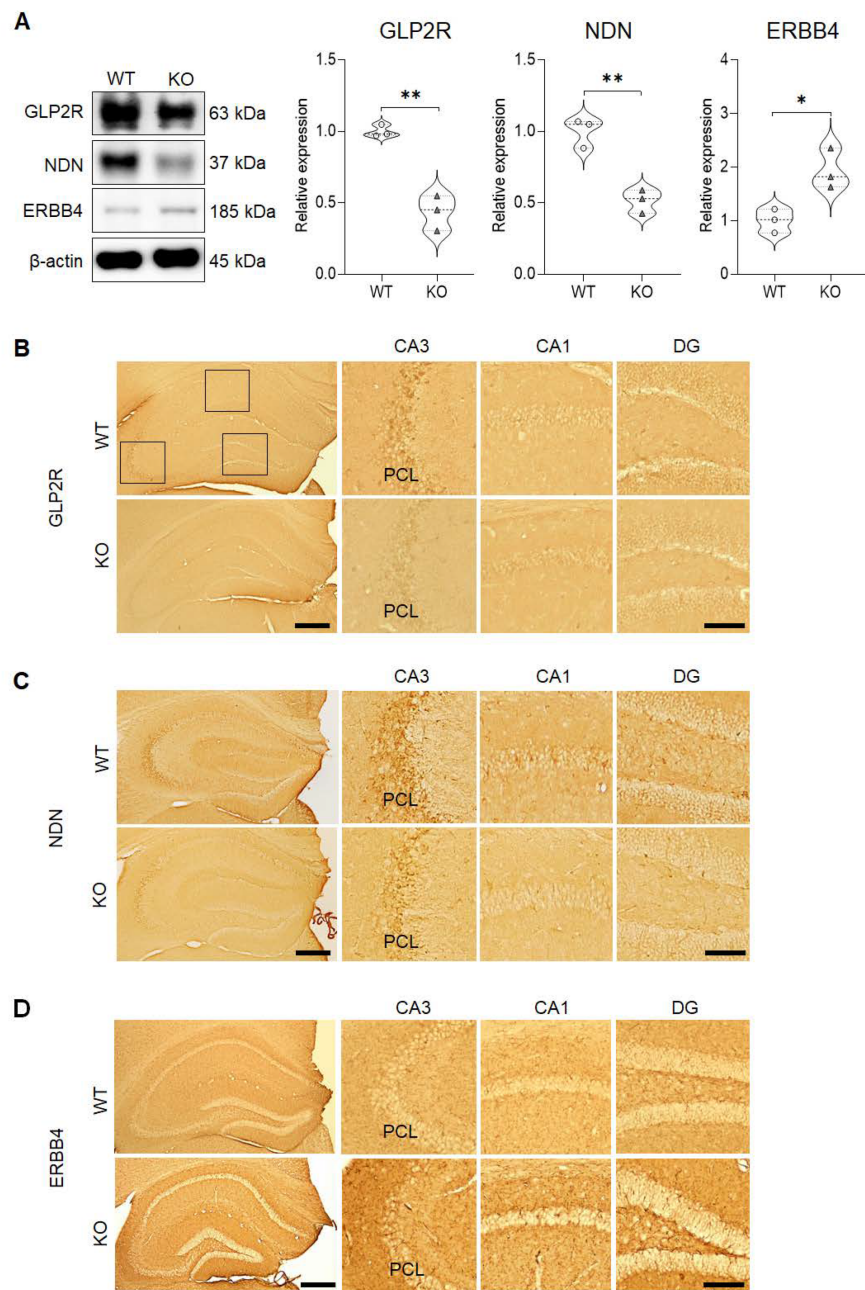 A
GLP2R
NDN
ERBB4
WT KO
GLP2R 63 kDa
NDN 37 kDa
ERBB4 185 kDa
β-actin 45 kDa
Relative expression
1.5
1.0
0.5
0.0
**
WT KO
Relative expression
1.5
1.0
0.5
0.0
**
WT KO
Relative expression
4
3
2
1
0
*
WT KO
B
CA3 CA1 DG
GLP2R
WT
PCL
KO
PCL
C
CA3 CA1 DG
NDN
WT
PCL
KO
PCL
D
CA3 CA1 DG
ERBB4
WT
PCL
KO
PCL